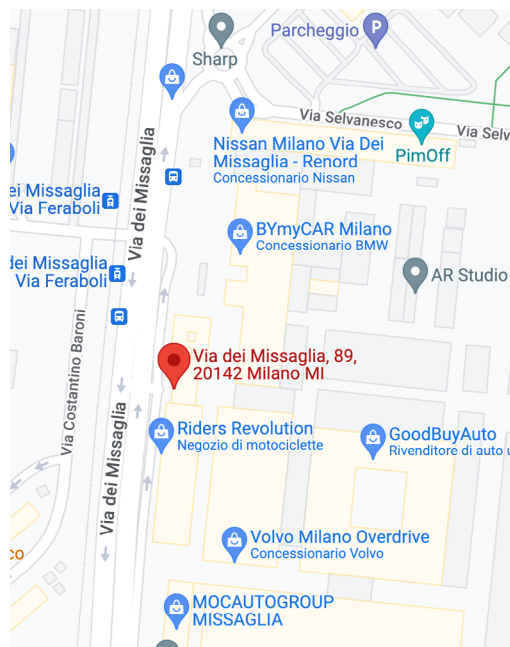 Parcheggio
Sharp
Via Selvanesco
Via Selv
PimOff
Nissan Milano Via Dei
Missaglia - Renord
Concessionario Nissan
Via dei Missaglia
ei Missaglia
Via Feraboli
BYmyCAR Milano
Concessionario BMW
dei Missaglia
Via Feraboli
AR Studio
Via Costantino Baroni
Via dei Missaglia, 89,
20142 Milano MI
Via dei Missaglia
Riders Revolution
Negozio di motociclette
GoodBuyAuto
Rivenditore di auto u
Volvo Milano Overdrive
Concessionario Volvo
co
MOCAUTOGROUP
MISSAGLIA